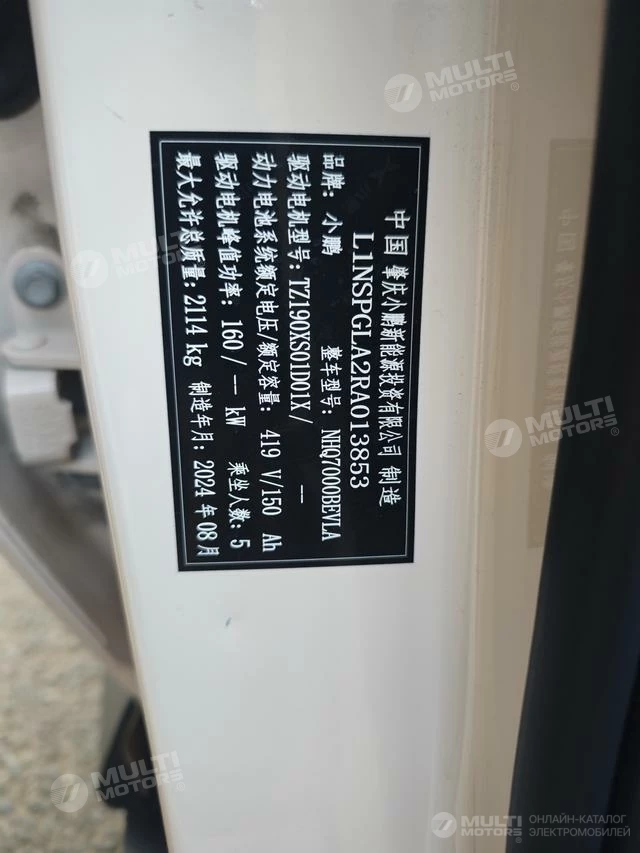 中国 肇庆小鹏新能源投资有限公司 制造
L1NSPGLA2RA013853
品牌: 小鹏 整车型号: NHQ7000BEVLA
驱动电机型号: TZ190XS01D01X/ --
动力电池系统额定电压/额定容量: 419 V/150 Ah
驱动电机峰值功率: 160/ -- kW 乘坐人数: 5
最大允许总质量: 2114 kg 制造年月: 2024 年 08 月
MULTI MOTORS®
MULTI MOTORS®
MULTI MOTORS®
MULTI MOTORS®
MULTI MOTORS®
MULTI MOTORS® ОНЛАЙН-КАТАЛОГ
ЭЛЕКТРОМОБИЛЕЙ